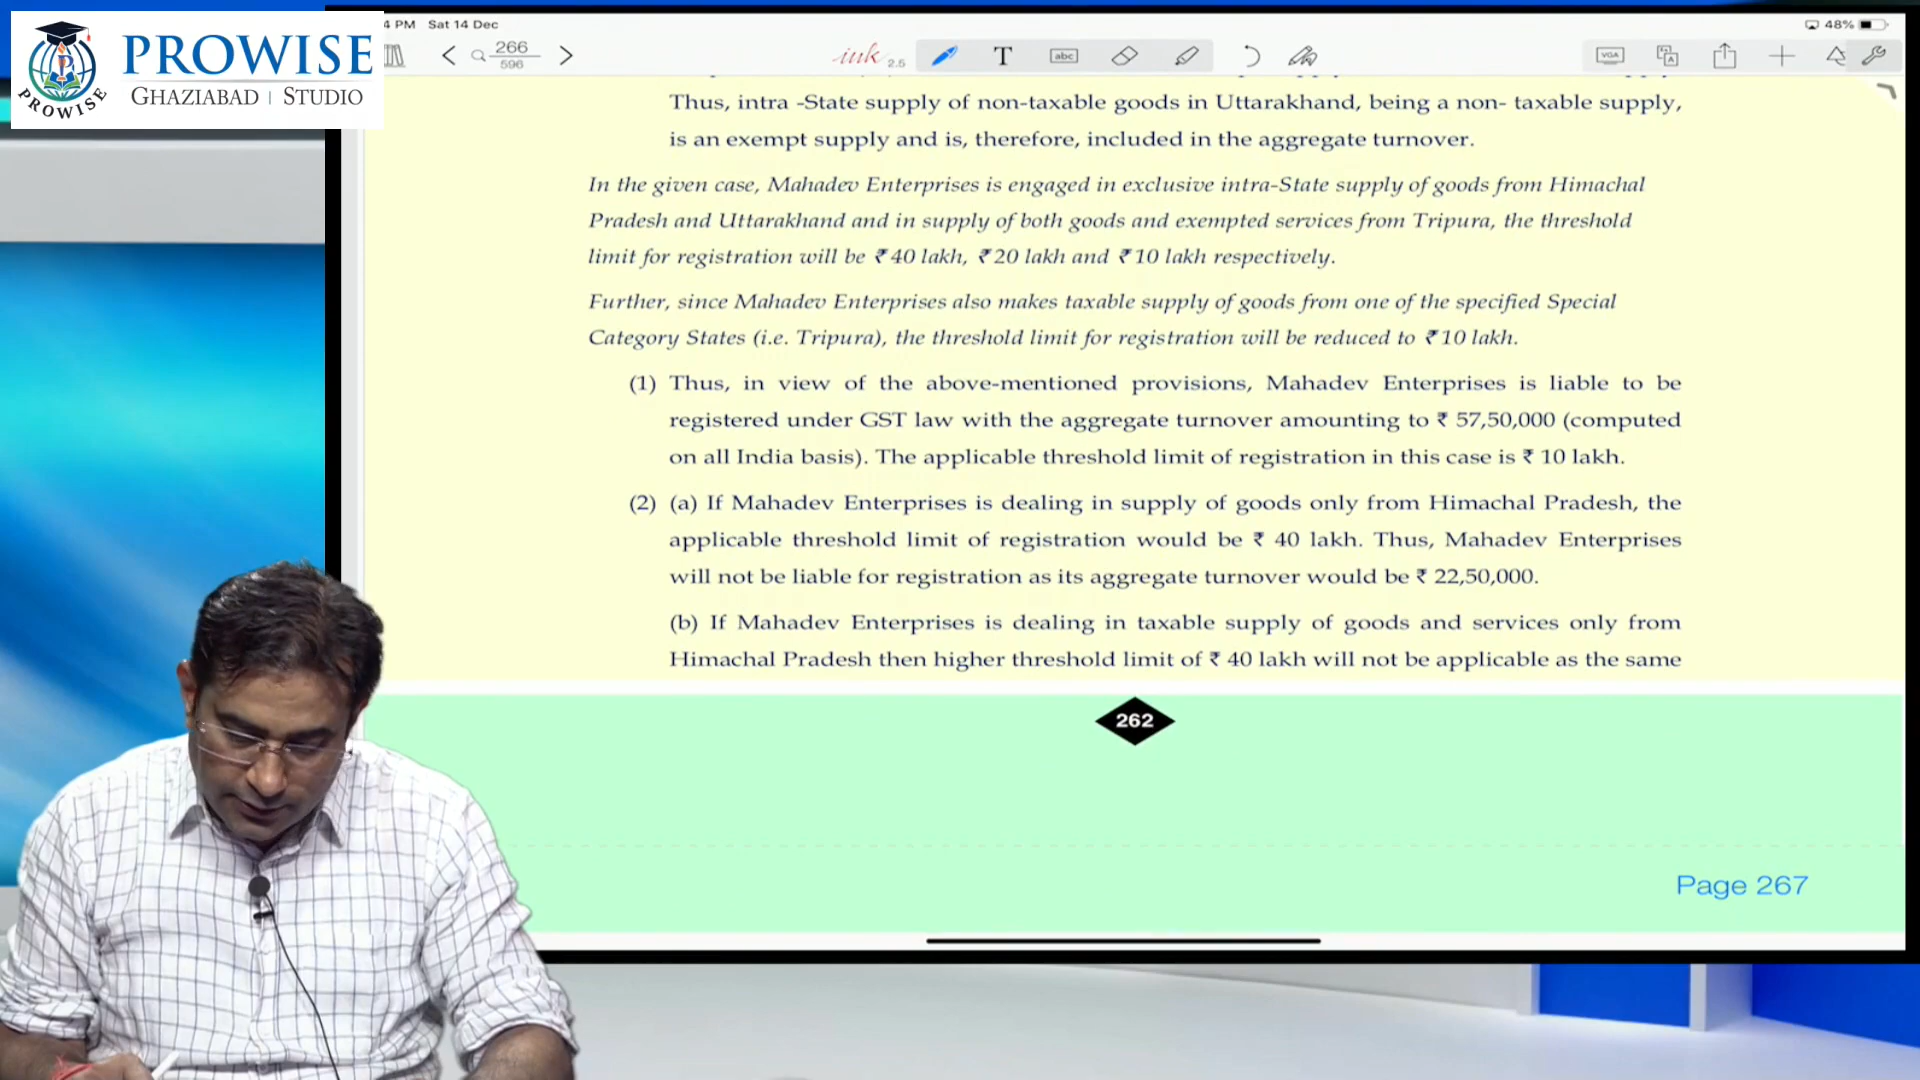 4 PM Sat 14 Dec
48%
PROWISE
GHAZIABAD | STUDIO
PROWISE
266
596
ink 2.5
T
abc
VGA
A
Thus, intra -State supply of non-taxable goods in Uttarakhand, being a non- taxable supply,
is an exempt supply and is, therefore, included in the aggregate turnover.
In the given case, Mahadev Enterprises is engaged in exclusive intra-State supply of goods from Himachal
Pradesh and Uttarakhand and in supply of both goods and exempted services from Tripura, the threshold
limit for registration will be ₹ 40 lakh, ₹ 20 lakh and ₹ 10 lakh respectively.
Further, since Mahadev Enterprises also makes taxable supply of goods from one of the specified Special
Category States (i.e. Tripura), the threshold limit for registration will be reduced to ₹ 10 lakh.
(1) Thus, in view of the above-mentioned provisions, Mahadev Enterprises is liable to be
registered under GST law with the aggregate turnover amounting to ₹ 57,50,000 (computed
on all India basis). The applicable threshold limit of registration in this case is ₹ 10 lakh.
(2) (a) If Mahadev Enterprises is dealing in supply of goods only from Himachal Pradesh, the
applicable threshold limit of registration would be ₹ 40 lakh. Thus, Mahadev Enterprises
will not be liable for registration as its aggregate turnover would be ₹ 22,50,000.
(b) If Mahadev Enterprises is dealing in taxable supply of goods and services only from
Himachal Pradesh then higher threshold limit of ₹ 40 lakh will not be applicable as the same
262
Page 267